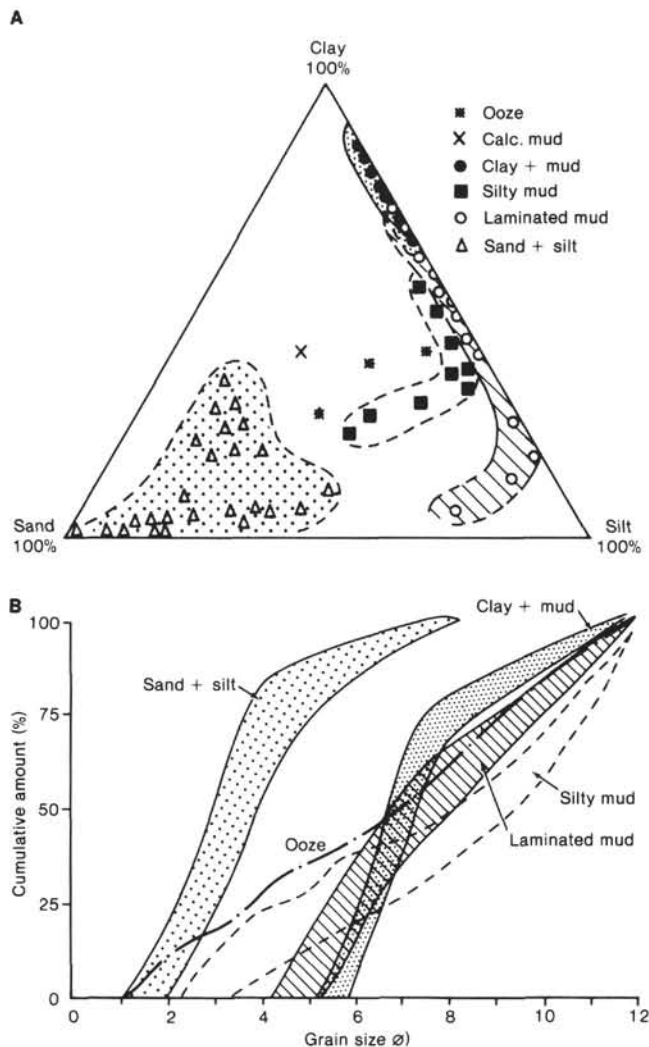 A
Clay
100%
Ooze
Calc. mud
Clay + mud
Silty mud
Laminated mud
Sand + silt
Sand
100%
Silt
100%
B
Clay + mud
100
Sand + silt
75
Silty mud
50
Ooze
Laminated mud
25
0
Cumulative amount (%)
0 2 4 6 8 10 12
Grain size ø)